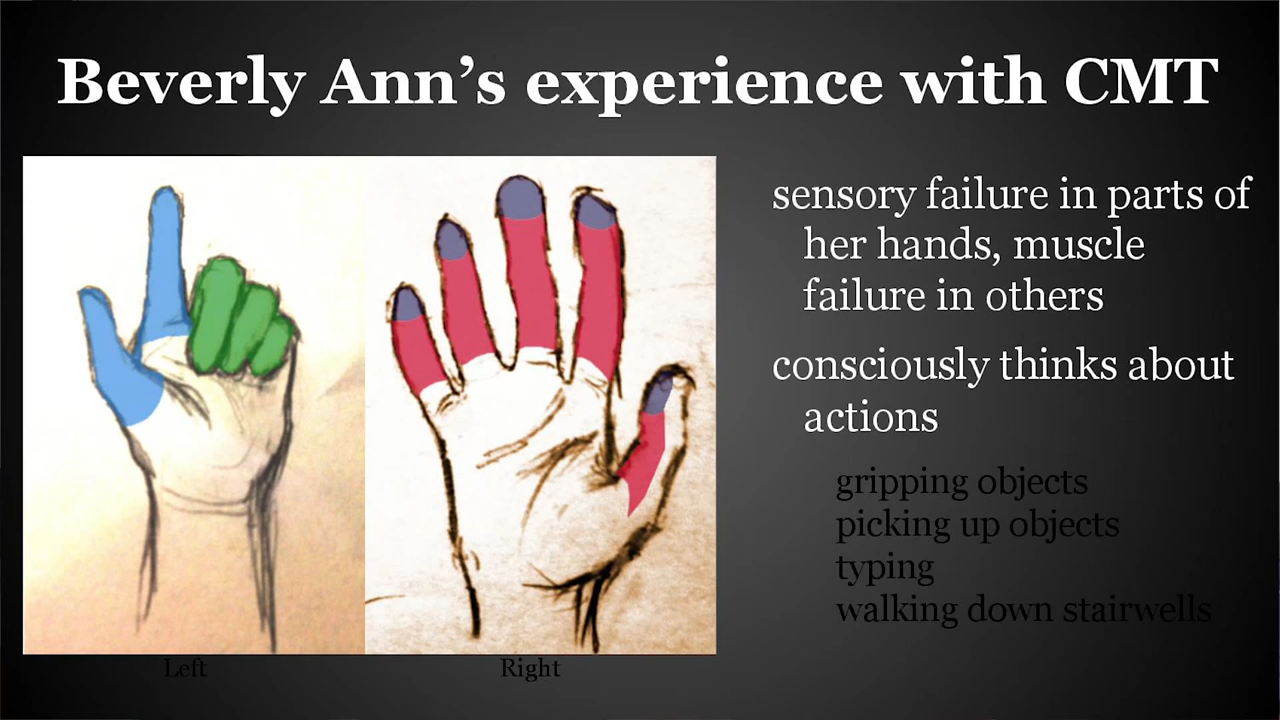 Beverly Ann’s experience with CMT
sensory failure in parts of
her hands, muscle
failure in others
consciously thinks about
actions
gripping objects
picking up objects
typing
walking down stairwells
Left
Right